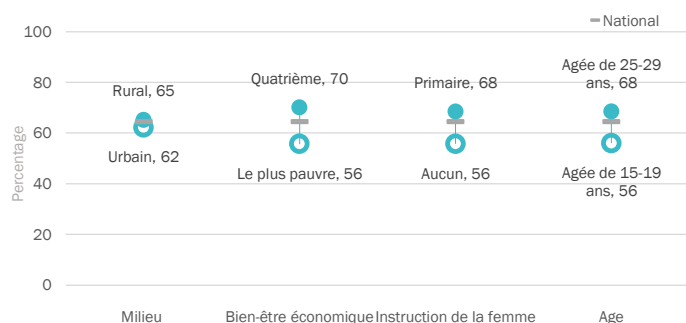 National
100
80
60
40
20
0
Percentage
Rural, 65
Urbain, 62
Quatrième, 70
Le plus pauvre, 56
Primaire, 68
Aucun, 56
Agée de 25-29
ans, 68
Agée de 15-19
ans, 56
Milieu
Bien-être économique
Instruction de la femme
Age